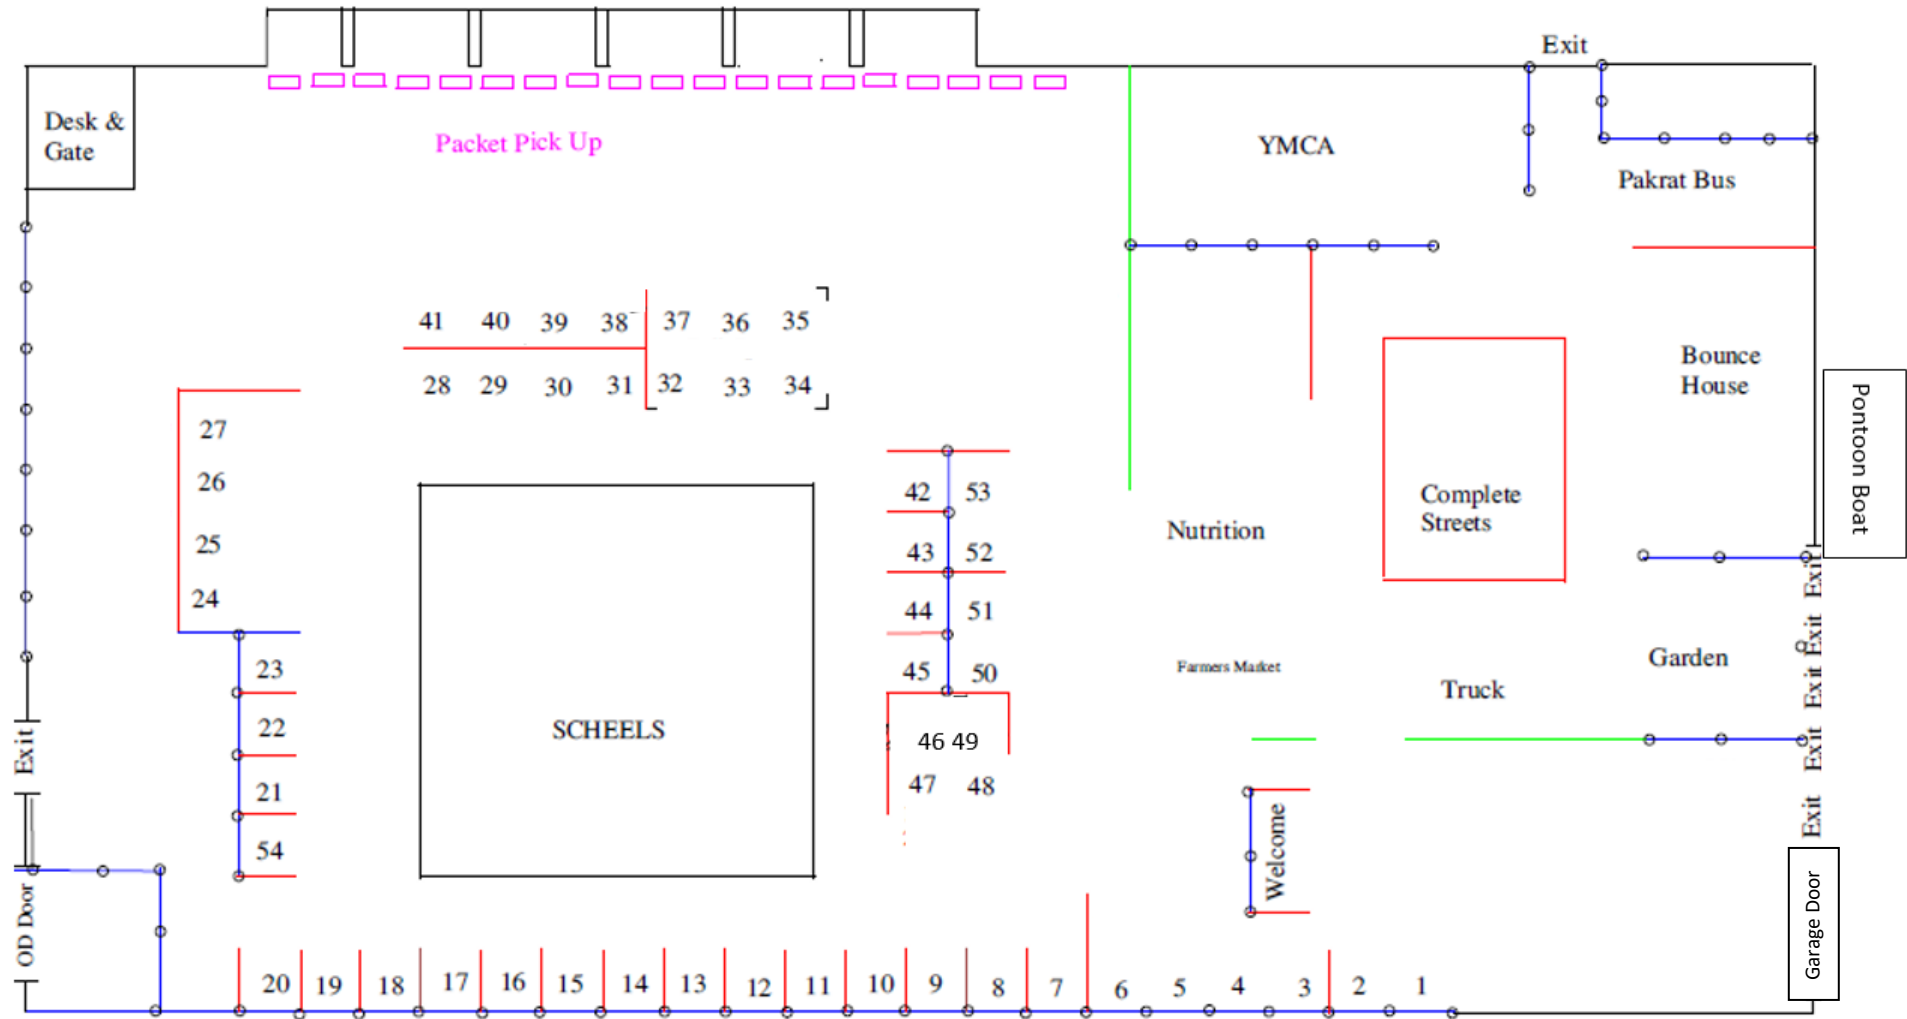 Exit
Desk &
Gate
Packet Pick Up
YMCA
Pakrat Bus
41 40 39 38 37 36 35
28 29 30 31 32 33 34
Bounce
House
Pontoon Boat
27
26
25
24
42 53
43 52
44 51
45 50
46 49
47 48
Complete
Streets
Nutrition
Farmers Market
Truck
Garden
Exit
Exit
Exit
Exit
Exit
23
22
21
54
SCHEELS
Exit
OD Door
Welcome
Garage Door
20 19 18 17 16 15 14 13 12 11 10 9 8 7 6 5 4 3 2 1